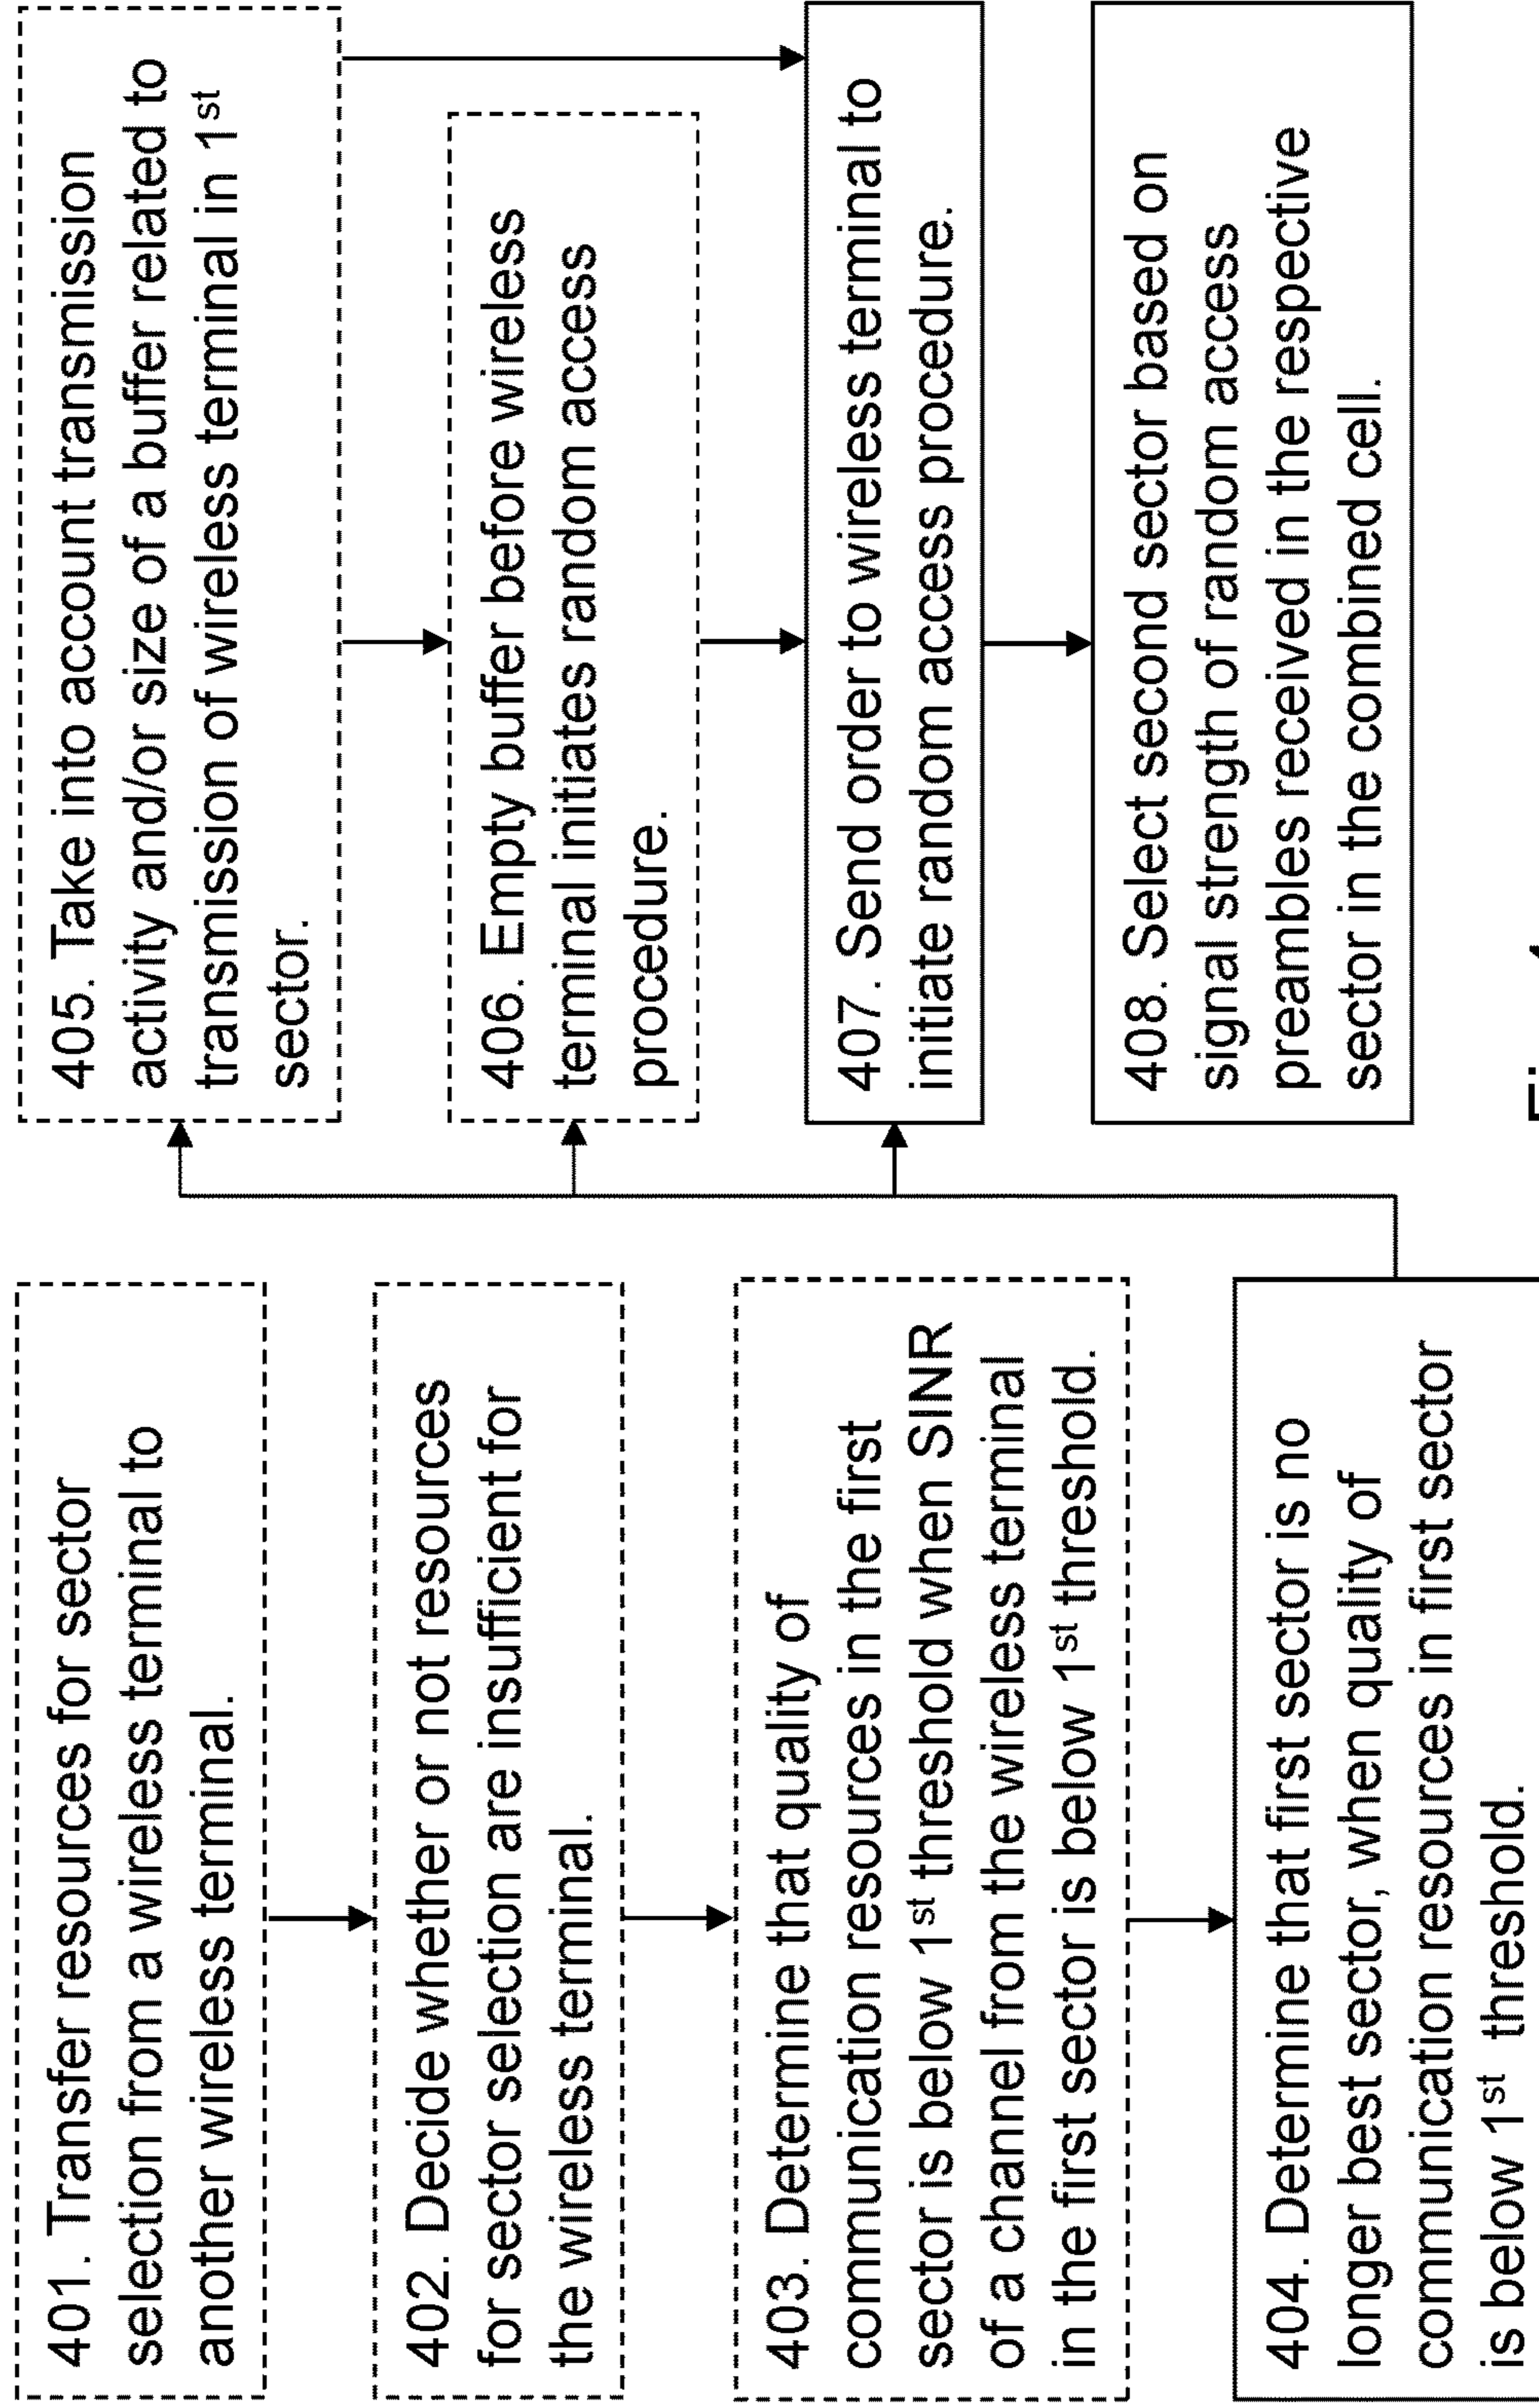 401. Transfer resources for sector
selection from a wireless terminal to
another wireless terminal.
402. Decide whether or not resources
for sector selection are insufficient for
the wireless terminal.
403. Determine that quality of
communication resources in the first
sector is below 1st threshold when SINR
of a channel from the wireless terminal
in the first sector is below 1st threshold.
404. Determine that first sector is no
longer best sector, when quality of
communication resources in first sector
is below 1st threshold.
405. Take into account transmission
activity and/or size of a buffer related to
transmission of wireless terminal in 1st
sector.
406. Empty buffer before wireless
terminal initiates random access
procedure.
407. Send order to wireless terminal to
initiate random access procedure.
408. Select second sector based on
signal strength of random access
preambles received in the respective
sector in the combined cell.